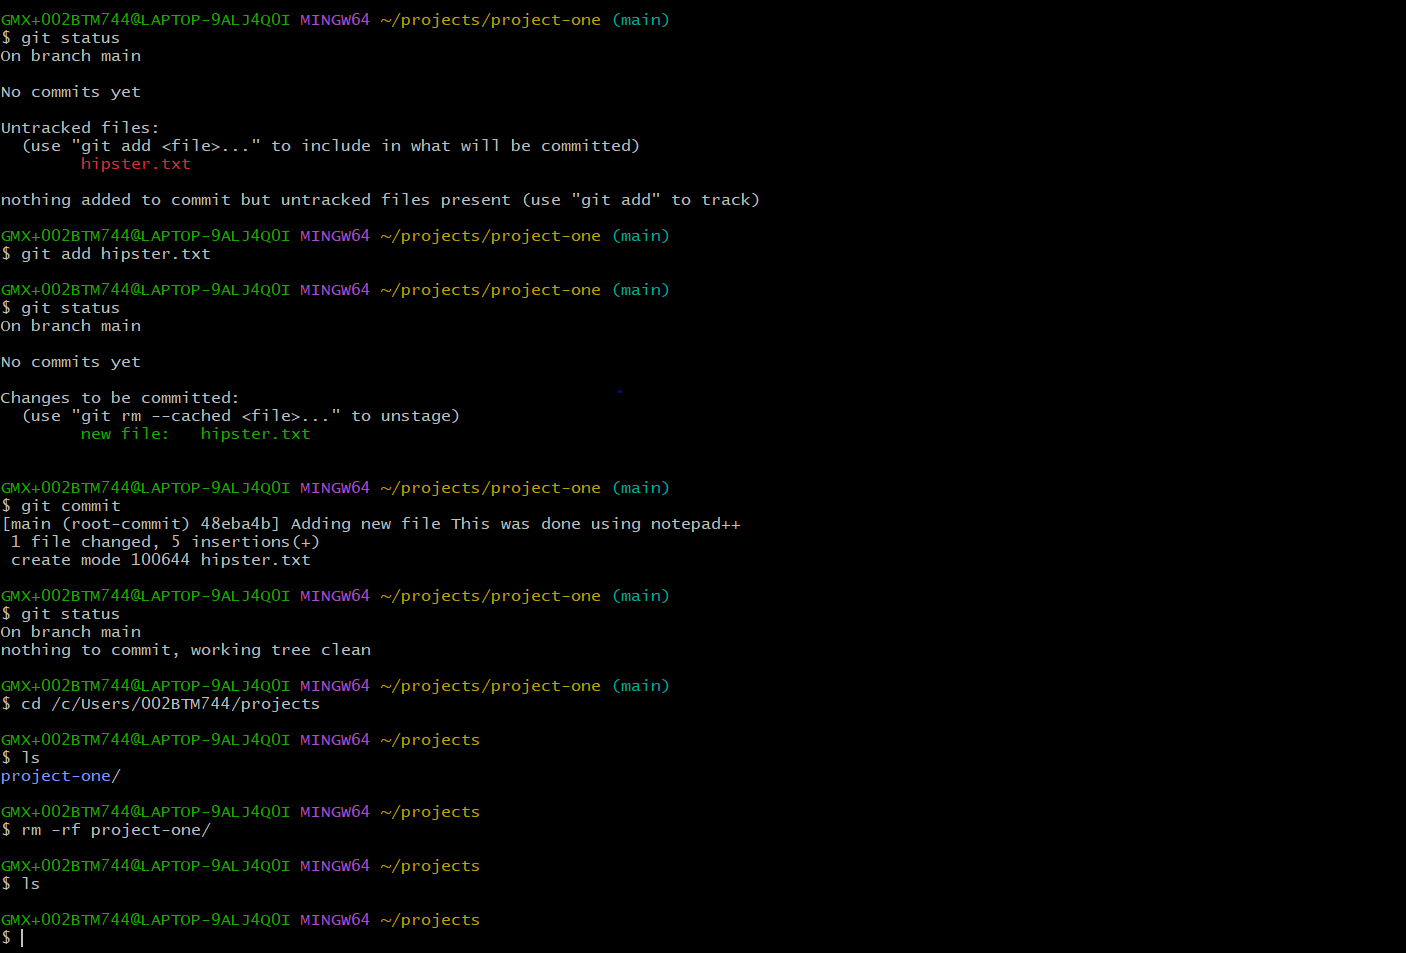 GMX+002BTM744@LAPTOP-9ALJ4Q0I MINGW64 ~/projects/project-one (main)
$ git status
On branch main
No commits yet
Untracked files:
  (use "git add <file>..." to include in what will be committed)
        hipster.txt
nothing added to commit but untracked files present (use "git add" to track)
GMX+002BTM744@LAPTOP-9ALJ4Q0I MINGW64 ~/projects/project-one (main)
$ git add hipster.txt
GMX+002BTM744@LAPTOP-9ALJ4Q0I MINGW64 ~/projects/project-one (main)
$ git status
On branch main
No commits yet
Changes to be committed:
  (use "git rm --cached <file>..." to unstage)
        new file:   hipster.txt
GMX+002BTM744@LAPTOP-9ALJ4Q0I MINGW64 ~/projects/project-one (main)
$ git commit
[main (root-commit) 48eba4b] Adding new file This was done using notepad++
 1 file changed, 5 insertions(+)
 create mode 100644 hipster.txt
GMX+002BTM744@LAPTOP-9ALJ4Q0I MINGW64 ~/projects/project-one (main)
$ git status
On branch main
nothing to commit, working tree clean
GMX+002BTM744@LAPTOP-9ALJ4Q0I MINGW64 ~/projects/project-one (main)
$ cd /c/Users/002BTM744/projects
GMX+002BTM744@LAPTOP-9ALJ4Q0I MINGW64 ~/projects
$ ls
project-one/
GMX+002BTM744@LAPTOP-9ALJ4Q0I MINGW64 ~/projects
$ rm -rf project-one/
GMX+002BTM744@LAPTOP-9ALJ4Q0I MINGW64 ~/projects
$ ls
GMX+002BTM744@LAPTOP-9ALJ4Q0I MINGW64 ~/projects
$